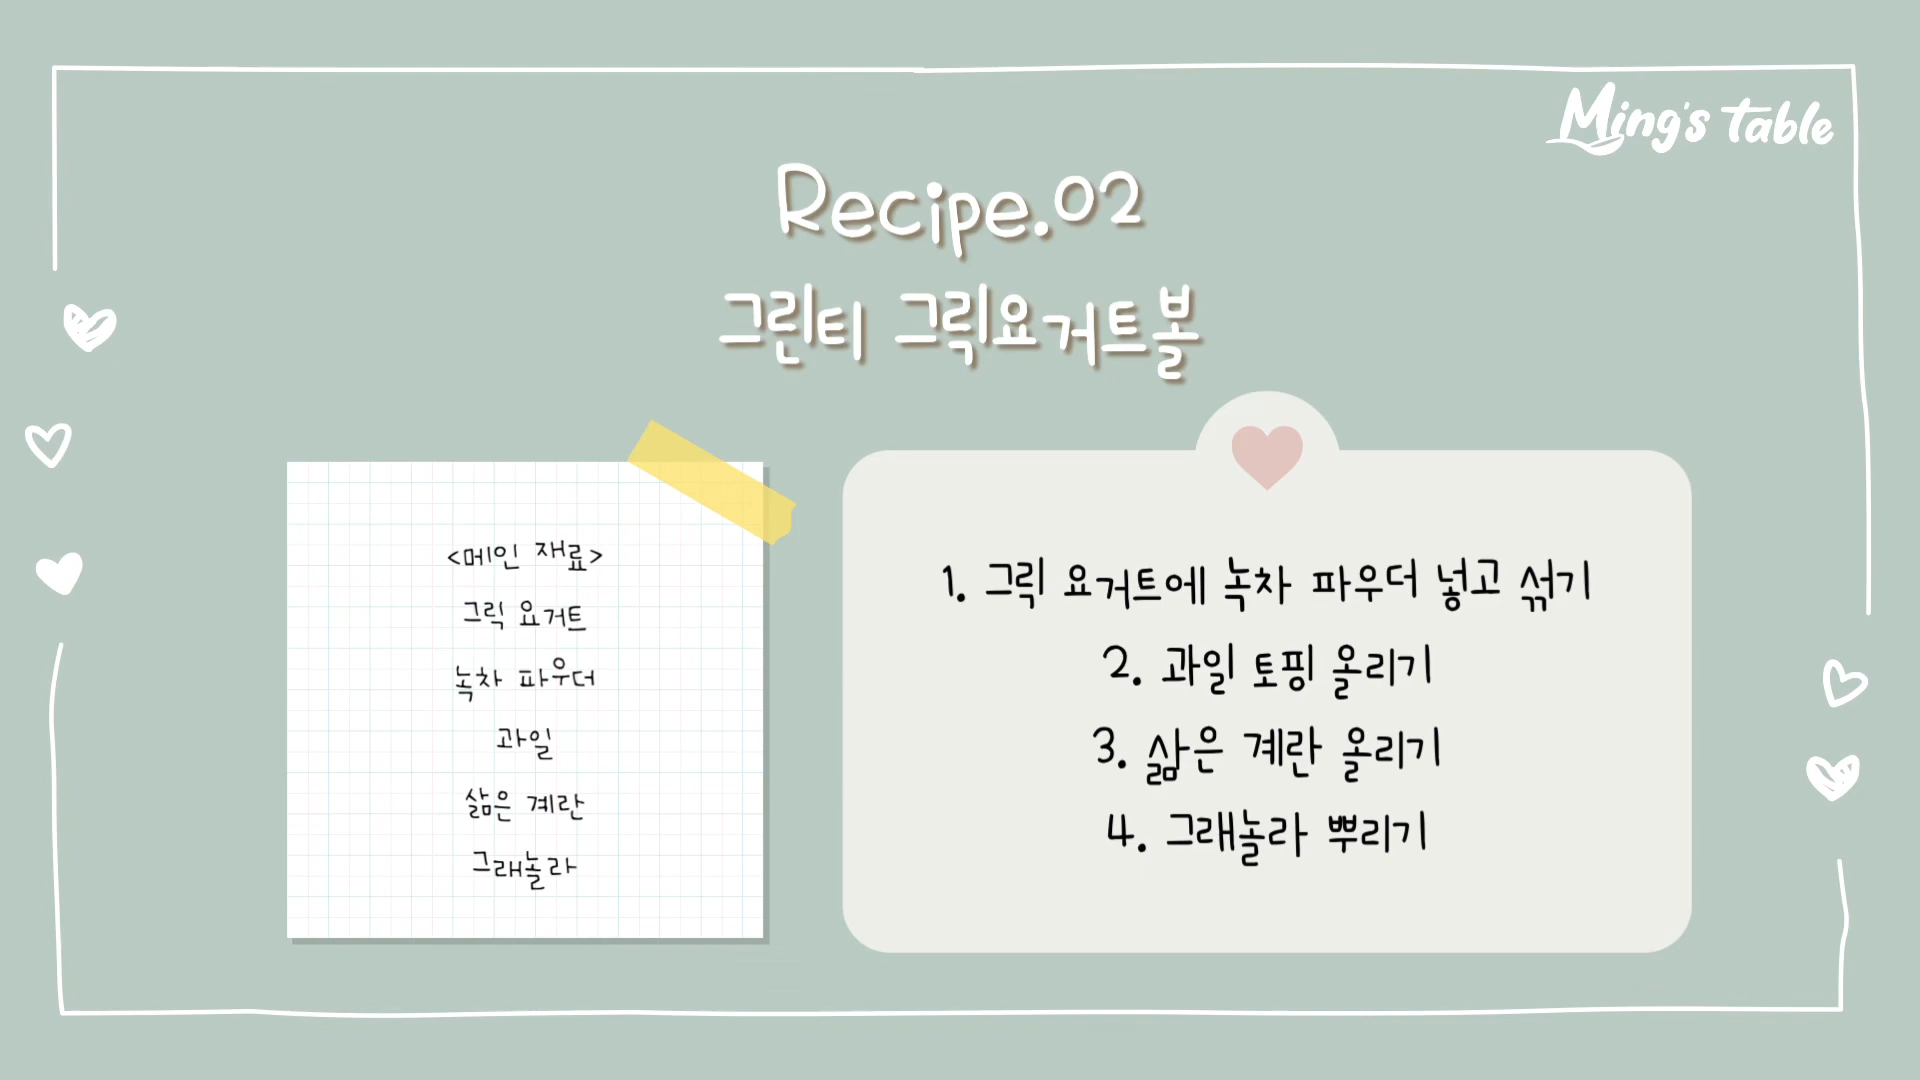 Ming's Table
Recipe.02
그린티 그릭요거트볼
<메인 재료>
그릭 요거트
녹차 파우더
과일
삶은 계란
그래놀라
1. 그릭 요거트에 녹차 파우더 넣고 섞기
2. 과일 토핑 올리기
3. 삶은 계란 올리기
4. 그래놀라 뿌리기